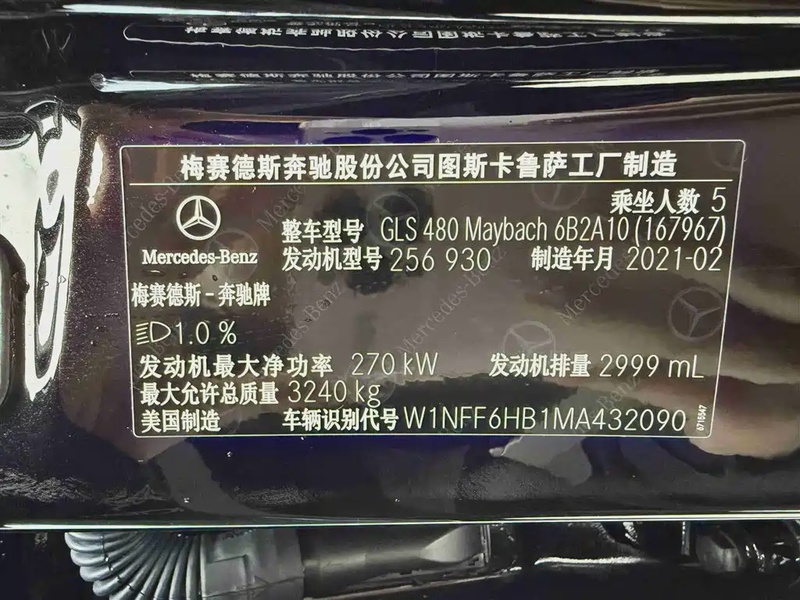 梅赛德斯奔驰股份公司图斯卡鲁萨工厂制造
乘坐人数 5
整车型号 GLS 480 Maybach 6B2A10 (167967)
Mercedes-Benz
发动机型号 256 930 制造年月 2021-02
梅赛德斯-奔驰牌
1.0 %
发动机最大净功率 270 kW 发动机排量 2999 mL
最大允许总质量 3240 kg
美国制造 车辆识别代号 W1NFF6HB1MA432090